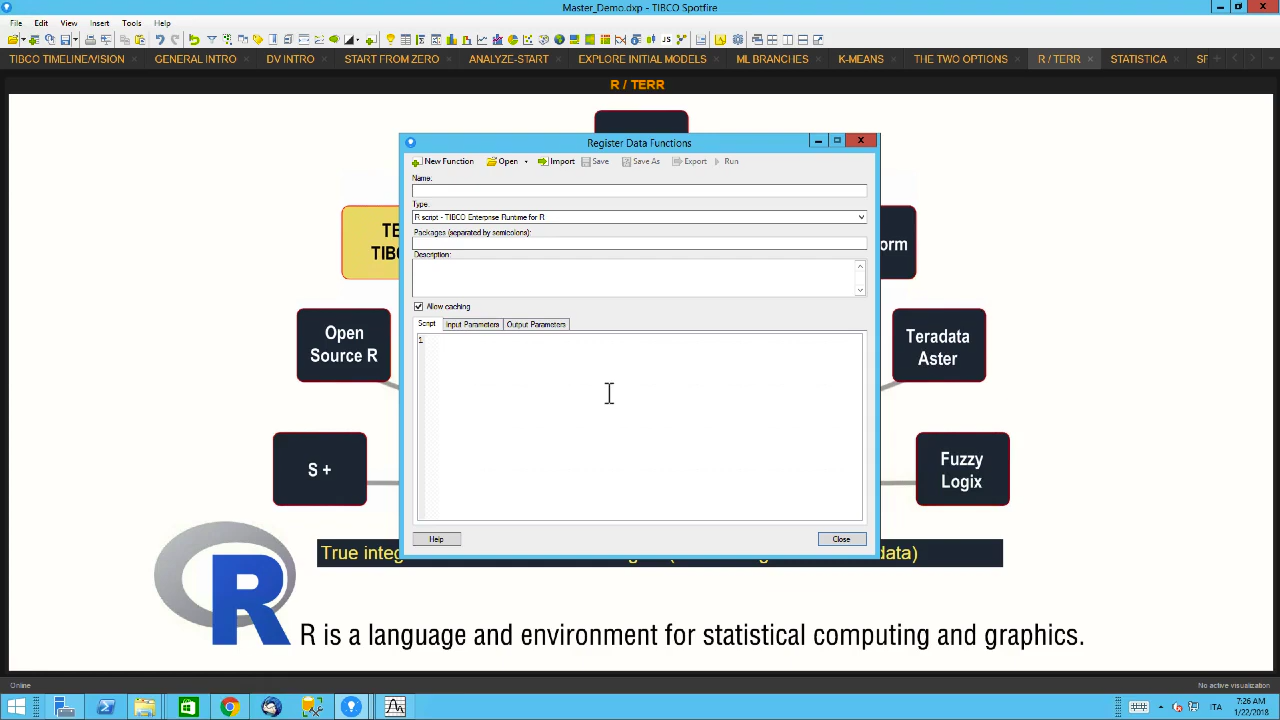 Master_Demo.dxp - TIBCO Spotfire
File Edit View Insert Tools Help
TIBCO TIMELINE/VISION GENERAL INTRO DV INTRO START FROM ZERO ANALYZE-START EXPLORE INITIAL MODELS ML BRANCHES K-MEANS THE TWO OPTIONS R / TERR STATISTICA
R / TERR
Register Data Functions
New Function Open Import Save Save As Export Run
Name:
Type:
R script - TIBCO Enterprise Runtime for R
Packages (separated by semicolons):
Description:
Allow caching
Script Input Parameters Output Parameters
1
Help Close
Open
Source R
Teradata
Aster
S +
Fuzzy
Logix
R
R is a language and environment for statistical computing and graphics.
Online No active visualization
ITA 7:26 AM
1/22/2018